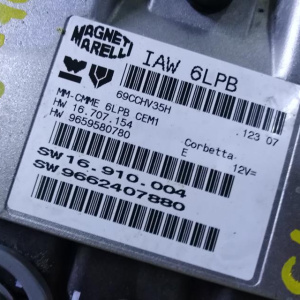 MAGNETI
MARELLI
IAW 6LPB
69CCHV35H
MM-CMME 6LPB CEM1
HW 16.707.154
HW 9659580780
.123 07
Corbetta
E 12V=
SW 16.910.004
SW 9662407880